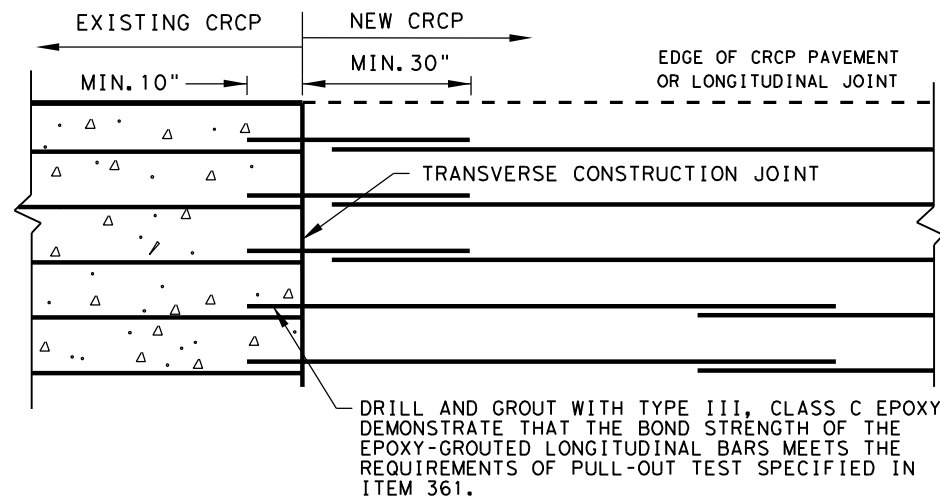 EXISTING CRCP
NEW CRCP
MIN. 10"
MIN. 30"
EDGE OF CRCP PAVEMENT
OR LONGITUDINAL JOINT
TRANSVERSE CONSTRUCTION JOINT
DRILL AND GROUT WITH TYPE III, CLASS C EPOXY
DEMONSTRATE THAT THE BOND STRENGTH OF THE
EPOXY-GROUTED LONGITUDINAL BARS MEETS THE
REQUIREMENTS OF PULL-OUT TEST SPECIFIED IN
ITEM 361.